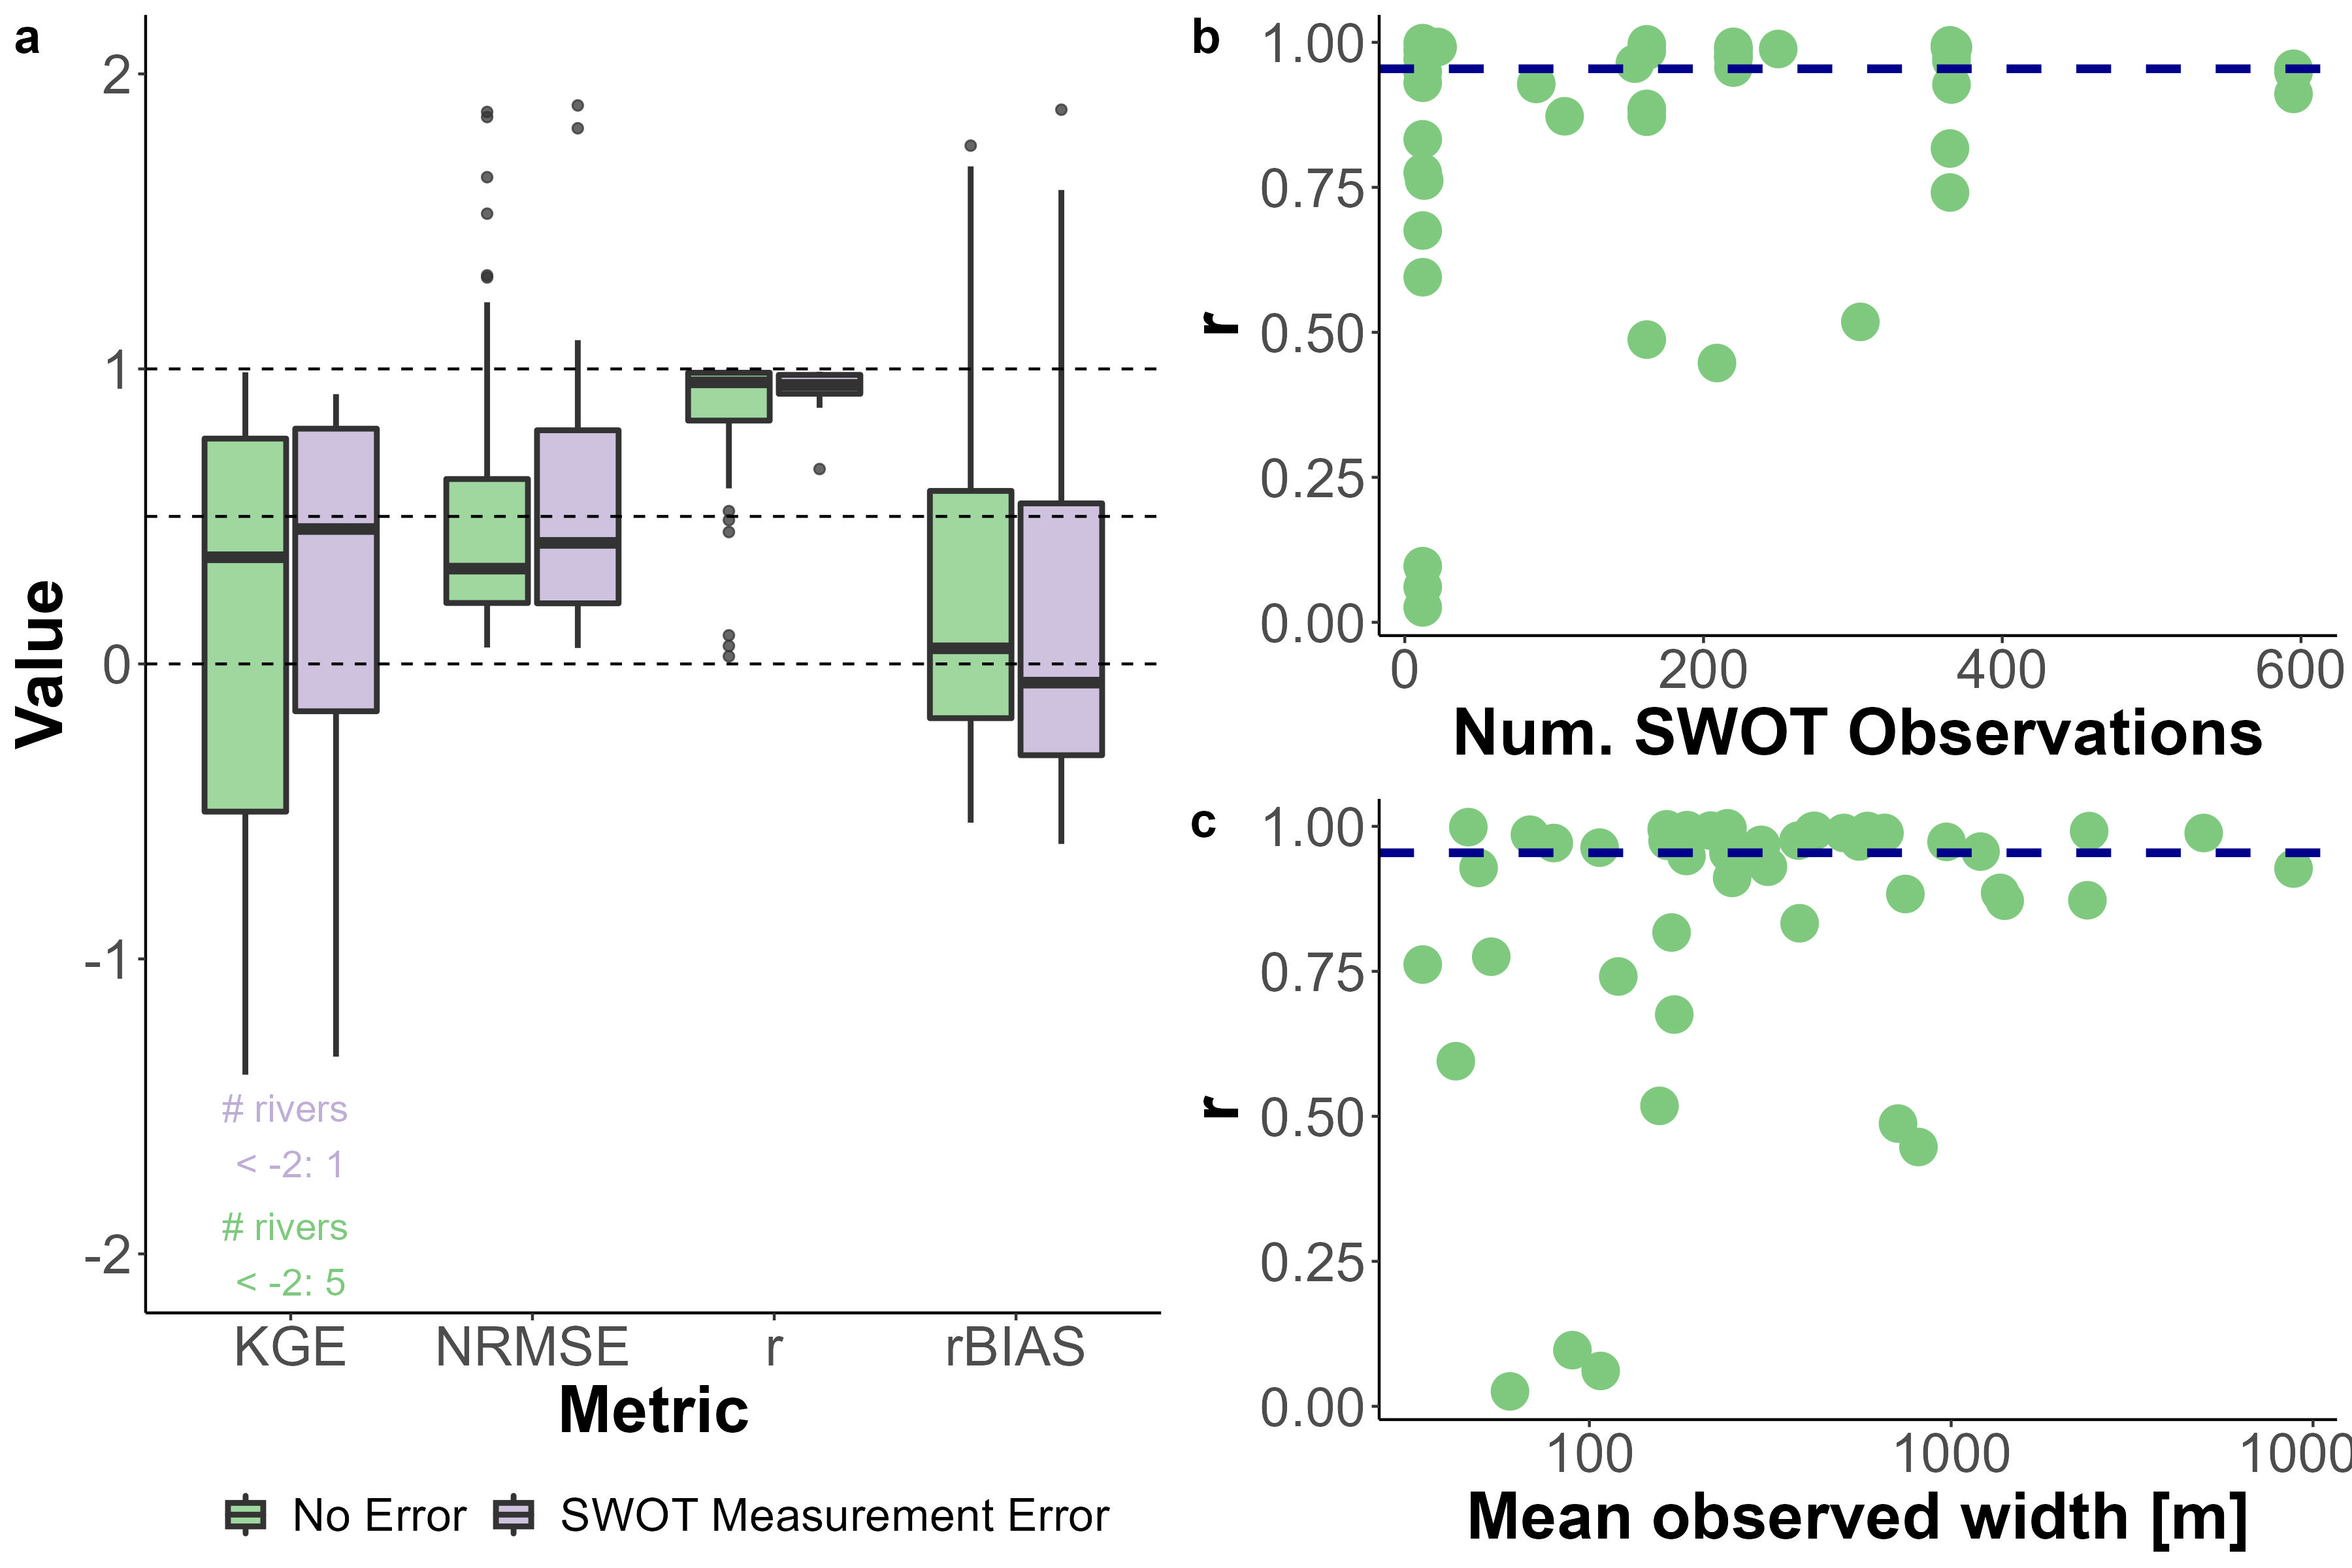 a
2
1
0
-1
-2
Value
# rivers
< -2: 1
# rivers
< -2: 5
KGE NRMSE r rBIAS
Metric
No Error SWOT Measurement Error
b
1.00
0.75
0.50
0.25
0.00
r
0 200 400 600
Num. SWOT Observations
c
1.00
0.75
0.50
0.25
0.00
r
100 1000 1000
Mean observed width [m]